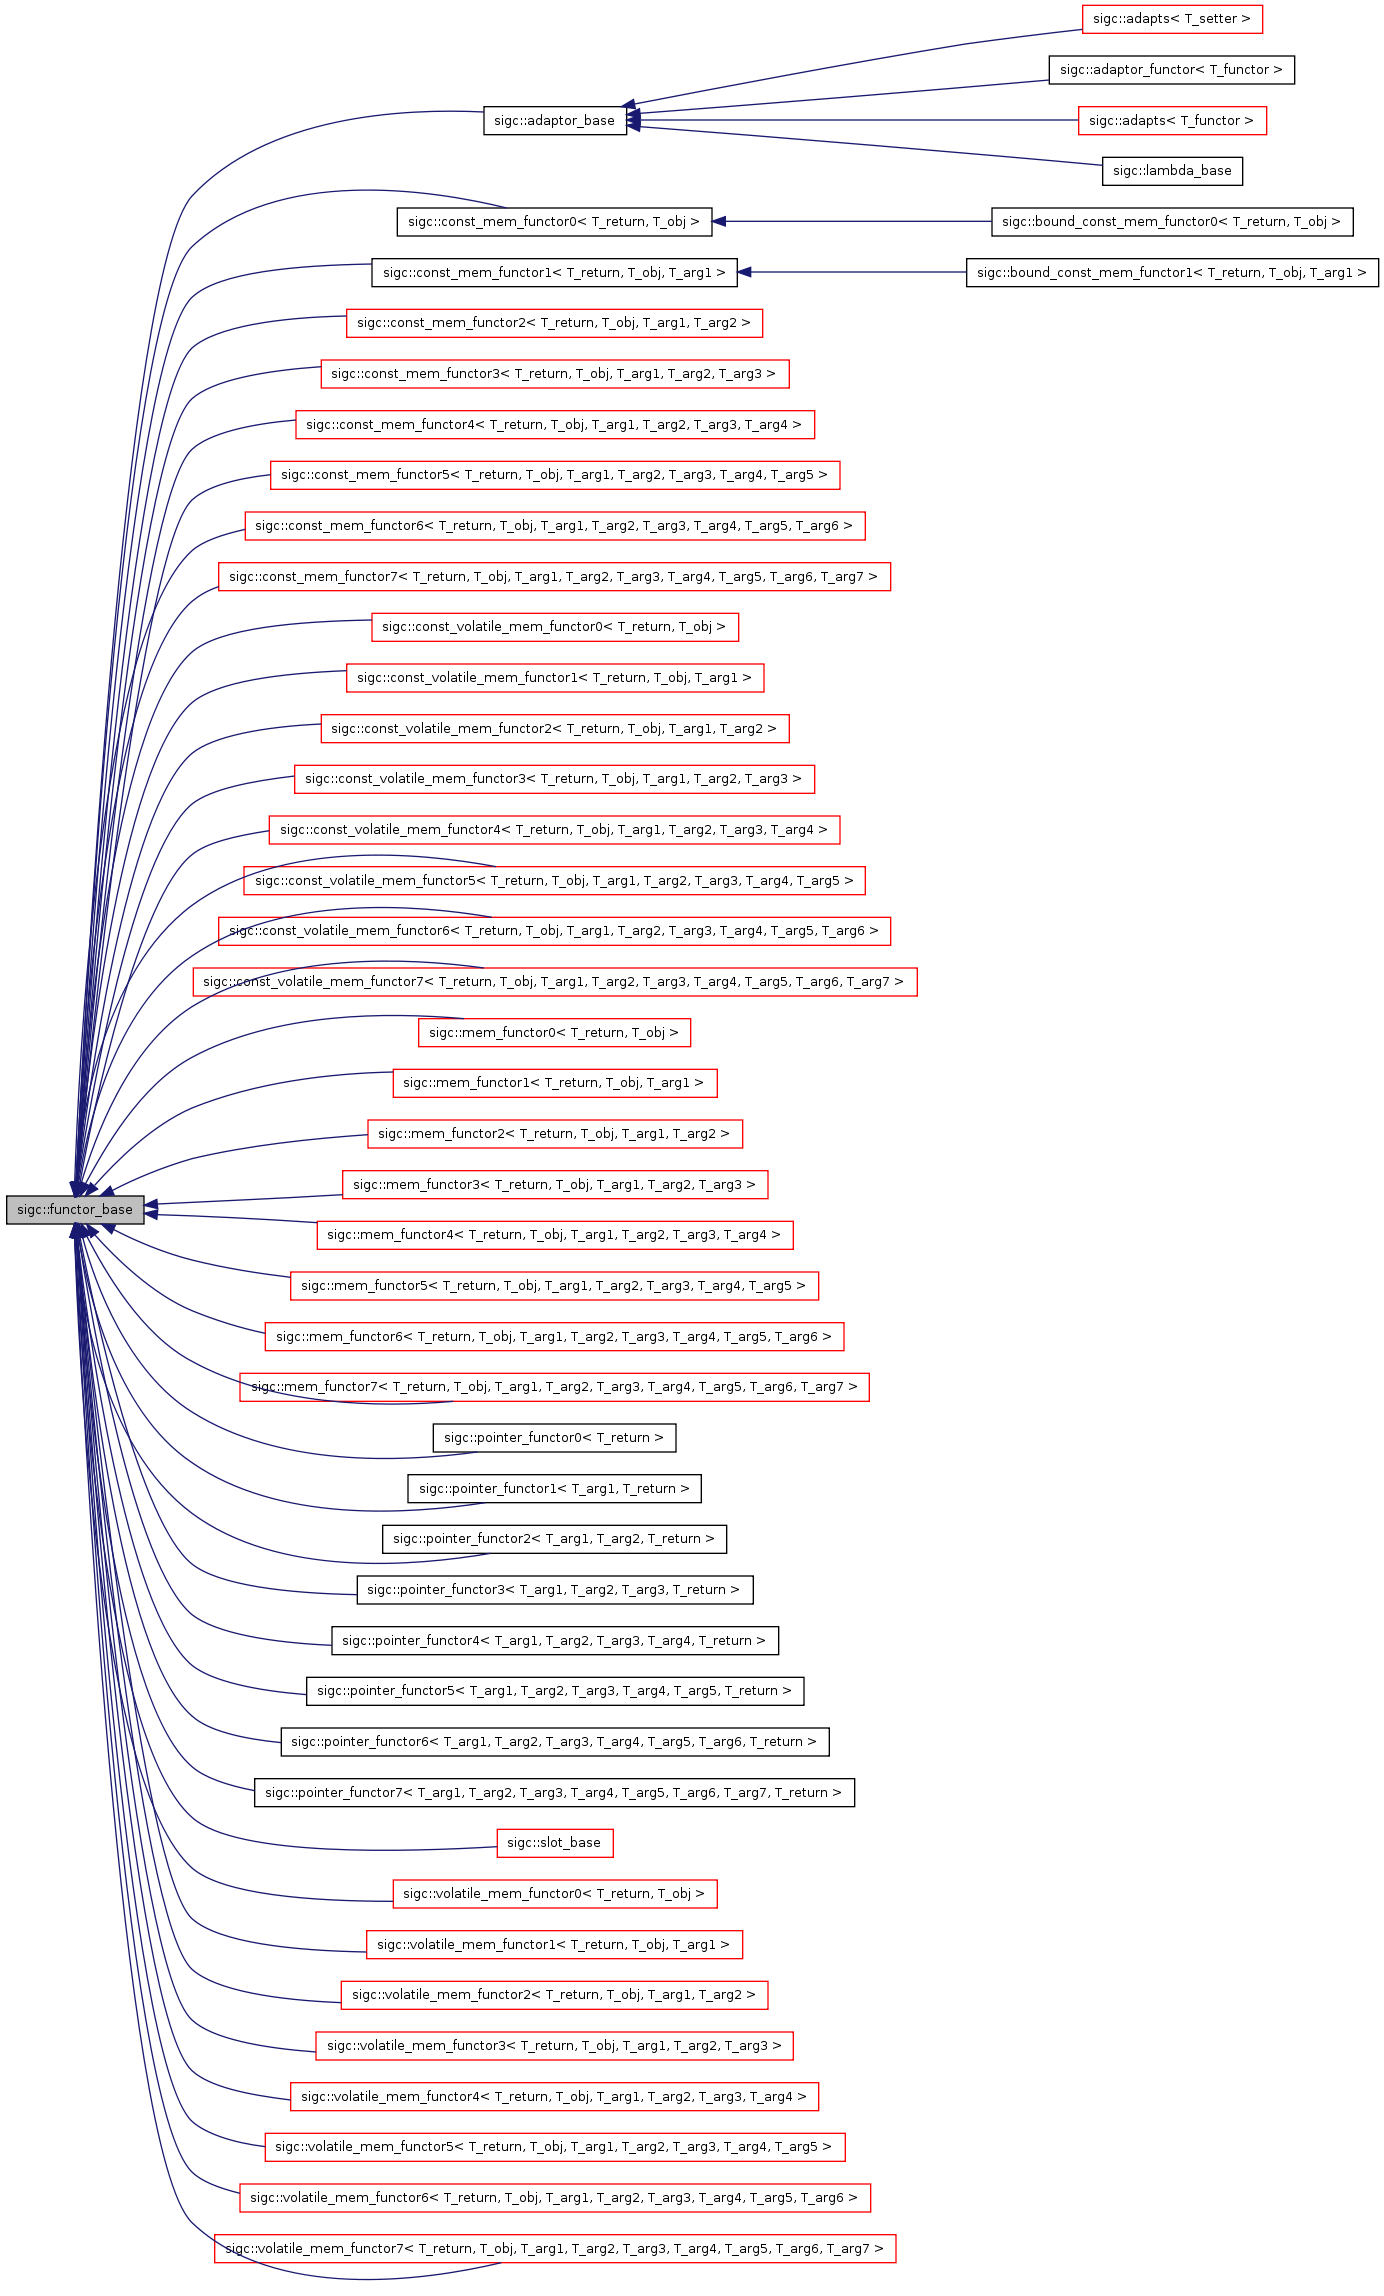 sigc::adapts< T_setter >
sigc::adaptor_functor< T_functor >
sigc::adaptor_base
sigc::adapts< T_functor >
sigc::lambda_base
sigc::const_mem_functor0< T_return, T_obj >
sigc::bound_const_mem_functor0< T_return, T_obj >
sigc::const_mem_functor1< T_return, T_obj, T_arg1 >
sigc::bound_const_mem_functor1< T_return, T_obj, T_arg1 >
sigc::const_mem_functor2< T_return, T_obj, T_arg1, T_arg2 >
sigc::const_mem_functor3< T_return, T_obj, T_arg1, T_arg2, T_arg3 >
sigc::const_mem_functor4< T_return, T_obj, T_arg1, T_arg2, T_arg3, T_arg4 >
sigc::const_mem_functor5< T_return, T_obj, T_arg1, T_arg2, T_arg3, T_arg4, T_arg5 >
sigc::const_mem_functor6< T_return, T_obj, T_arg1, T_arg2, T_arg3, T_arg4, T_arg5, T_arg6 >
sigc::const_mem_functor7< T_return, T_obj, T_arg1, T_arg2, T_arg3, T_arg4, T_arg5, T_arg6, T_arg7 >
sigc::const_volatile_mem_functor0< T_return, T_obj >
sigc::const_volatile_mem_functor1< T_return, T_obj, T_arg1 >
sigc::const_volatile_mem_functor2< T_return, T_obj, T_arg1, T_arg2 >
sigc::const_volatile_mem_functor3< T_return, T_obj, T_arg1, T_arg2, T_arg3 >
sigc::const_volatile_mem_functor4< T_return, T_obj, T_arg1, T_arg2, T_arg3, T_arg4 >
sigc::const_volatile_mem_functor5< T_return, T_obj, T_arg1, T_arg2, T_arg3, T_arg4, T_arg5 >
sigc::const_volatile_mem_functor6< T_return, T_obj, T_arg1, T_arg2, T_arg3, T_arg4, T_arg5, T_arg6 >
sigc::const_volatile_mem_functor7< T_return, T_obj, T_arg1, T_arg2, T_arg3, T_arg4, T_arg5, T_arg6, T_arg7 >
sigc::mem_functor0< T_return, T_obj >
sigc::mem_functor1< T_return, T_obj, T_arg1 >
sigc::mem_functor2< T_return, T_obj, T_arg1, T_arg2 >
sigc::mem_functor3< T_return, T_obj, T_arg1, T_arg2, T_arg3 >
sigc::functor_base
sigc::mem_functor4< T_return, T_obj, T_arg1, T_arg2, T_arg3, T_arg4 >
sigc::mem_functor5< T_return, T_obj, T_arg1, T_arg2, T_arg3, T_arg4, T_arg5 >
sigc::mem_functor6< T_return, T_obj, T_arg1, T_arg2, T_arg3, T_arg4, T_arg5, T_arg6 >
sigc::mem_functor7< T_return, T_obj, T_arg1, T_arg2, T_arg3, T_arg4, T_arg5, T_arg6, T_arg7 >
sigc::pointer_functor0< T_return >
sigc::pointer_functor1< T_arg1, T_return >
sigc::pointer_functor2< T_arg1, T_arg2, T_return >
sigc::pointer_functor3< T_arg1, T_arg2, T_arg3, T_return >
sigc::pointer_functor4< T_arg1, T_arg2, T_arg3, T_arg4, T_return >
sigc::pointer_functor5< T_arg1, T_arg2, T_arg3, T_arg4, T_arg5, T_return >
sigc::pointer_functor6< T_arg1, T_arg2, T_arg3, T_arg4, T_arg5, T_arg6, T_return >
sigc::pointer_functor7< T_arg1, T_arg2, T_arg3, T_arg4, T_arg5, T_arg6, T_arg7, T_return >
sigc::slot_base
sigc::volatile_mem_functor0< T_return, T_obj >
sigc::volatile_mem_functor1< T_return, T_obj, T_arg1 >
sigc::volatile_mem_functor2< T_return, T_obj, T_arg1, T_arg2 >
sigc::volatile_mem_functor3< T_return, T_obj, T_arg1, T_arg2, T_arg3 >
sigc::volatile_mem_functor4< T_return, T_obj, T_arg1, T_arg2, T_arg3, T_arg4 >
sigc::volatile_mem_functor5< T_return, T_obj, T_arg1, T_arg2, T_arg3, T_arg4, T_arg5 >
sigc::volatile_mem_functor6< T_return, T_obj, T_arg1, T_arg2, T_arg3, T_arg4, T_arg5, T_arg6 >
sigc::volatile_mem_functor7< T_return, T_obj, T_arg1, T_arg2, T_arg3, T_arg4, T_arg5, T_arg6, T_arg7 >